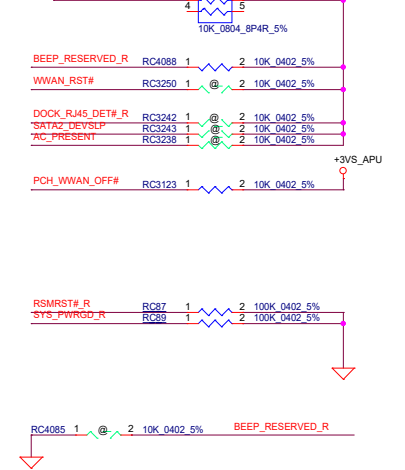 4 5
10K_0804_8P4R_5%
BEEP_RESERVED_R RC4088 1 2 10K_0402_5%
WWAN_RST# RC3250 1 @ 2 10K_0402_5%
DOCK_RJ45_DET#_R RC3242 1 @ 2 10K_0402_5%
SATA2_DEVSLP RC3243 1 @ 2 10K_0402_5%
AC_PRESENT RC3238 1 @ 2 10K_0402_5%
+3VS_APU
PCH_WWAN_OFF# RC3123 1 2 10K_0402_5%
RSMRST#_R RC87 1 2 100K_0402_5%
SYS_PWRGD_R RC89 1 2 100K_0402_5%
RC4085 1 @ 2 10K_0402_5% BEEP_RESERVED_R